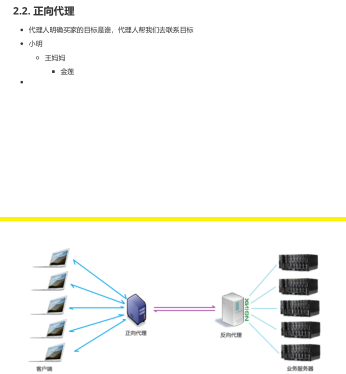 2.2. 正向代理
代理人明确买家的目标是谁，代理人帮我们去联系目标
小明
王妈妈
金莲
NGINX
正向代理
反向代理
客户端
业务服务器